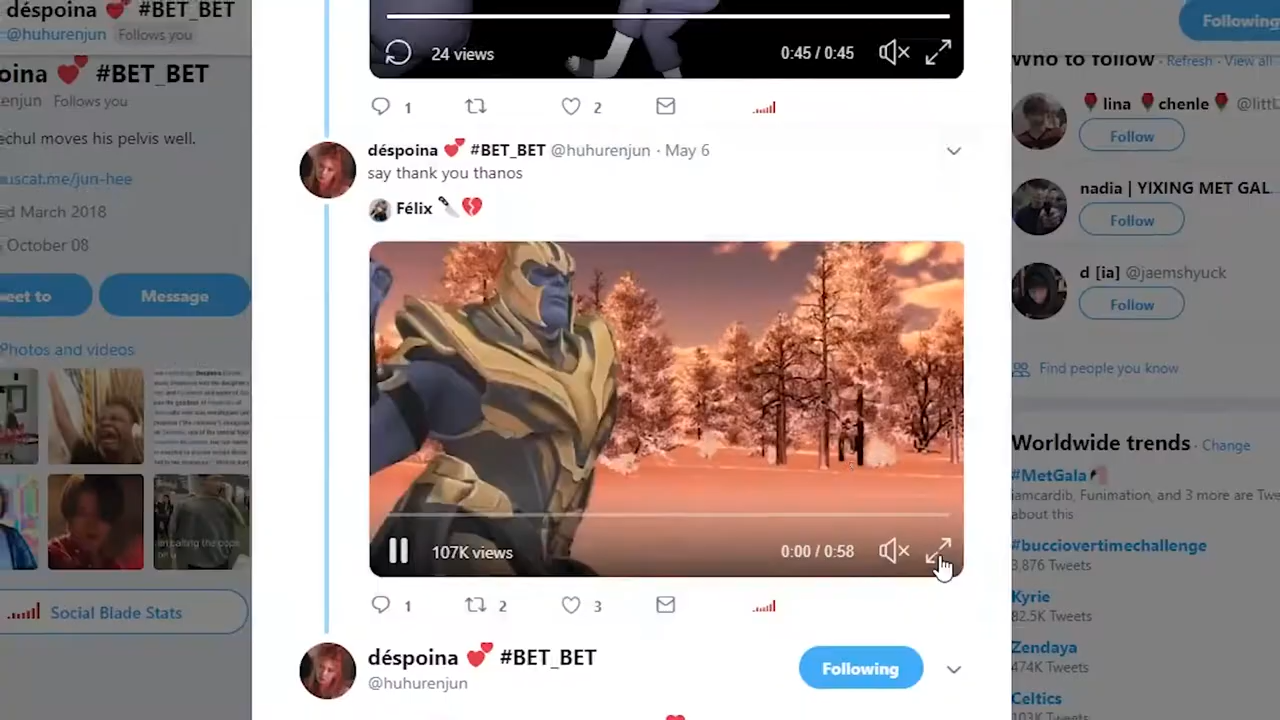 déspoina 💕 #BET_BET
@huhurenjun Follows you
oina 💕 #BET_BET
enjun Follows you
echul moves his pelvis well.
uscat.me/jun-hee
ed March 2018
October 08
eet to
Message
Photos and videos
Social Blade Stats
24 views
0:45 / 0:45
1
2
déspoina 💕 #BET_BET @huhurenjun · May 6
say thank you thanos
Félix 🔪💔
107K views
0:00 / 0:58
1
2
3
déspoina 💕 #BET_BET
@huhurenjun
Following
Following
Who to follow · Refresh · View all
🌹lina 🌹chenle🌹 @littl
Follow
nadia | YIXING MET GAL
Follow
d [ia] @jaemshyuck
Follow
Find people you know
Worldwide trends · Change
#MetGala
iamcardib, Funimation, and 3 more are Twe
about this
#bucciovertimechallenge
3,876 Tweets
Kyrie
82.5K Tweets
Zendaya
474K Tweets
Celtics
103K Tweets